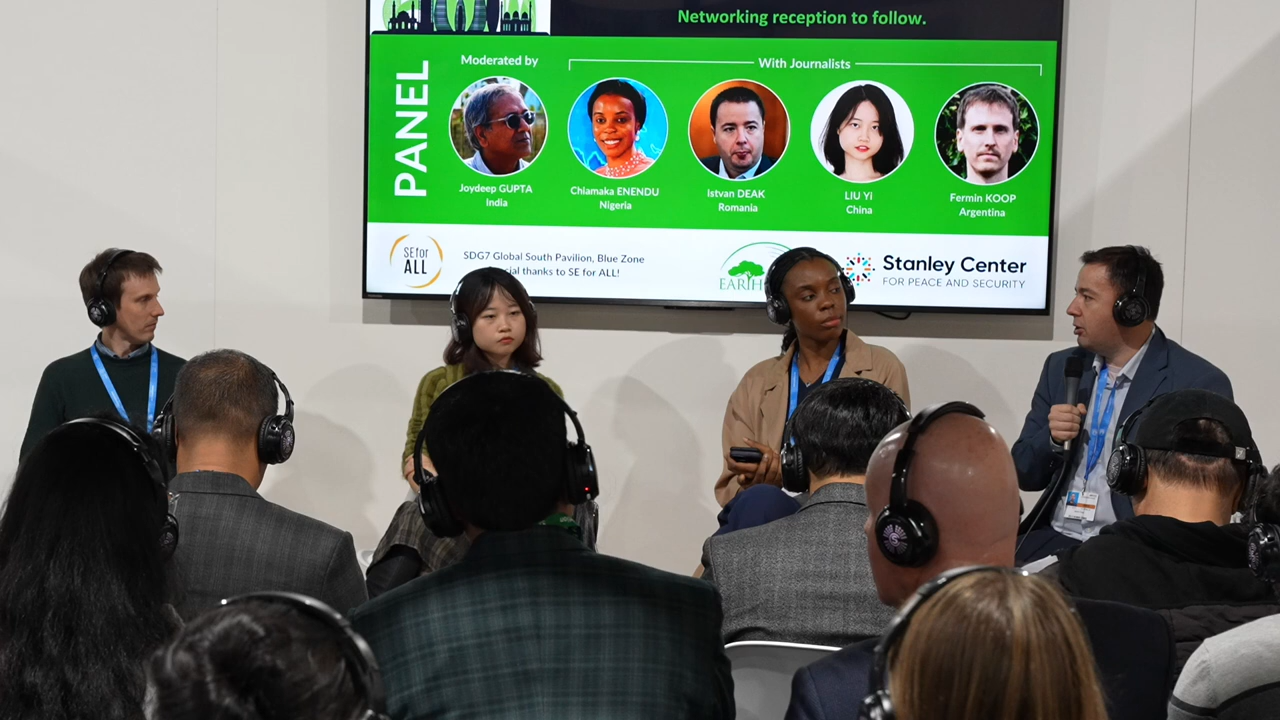 Networking reception to follow.
PANEL
Moderated by
With Journalists
Joydeep GUPTA
India
Chiamaka ENENDU
Nigeria
Istvan DEAK
Romania
LIU Yi
China
Fermin KOOP
Argentina
SE for
ALL
SDG7 Global South Pavilion, Blue Zone
thanks to SE for ALL!
Stanley Center
FOR PEACE AND SECURITY